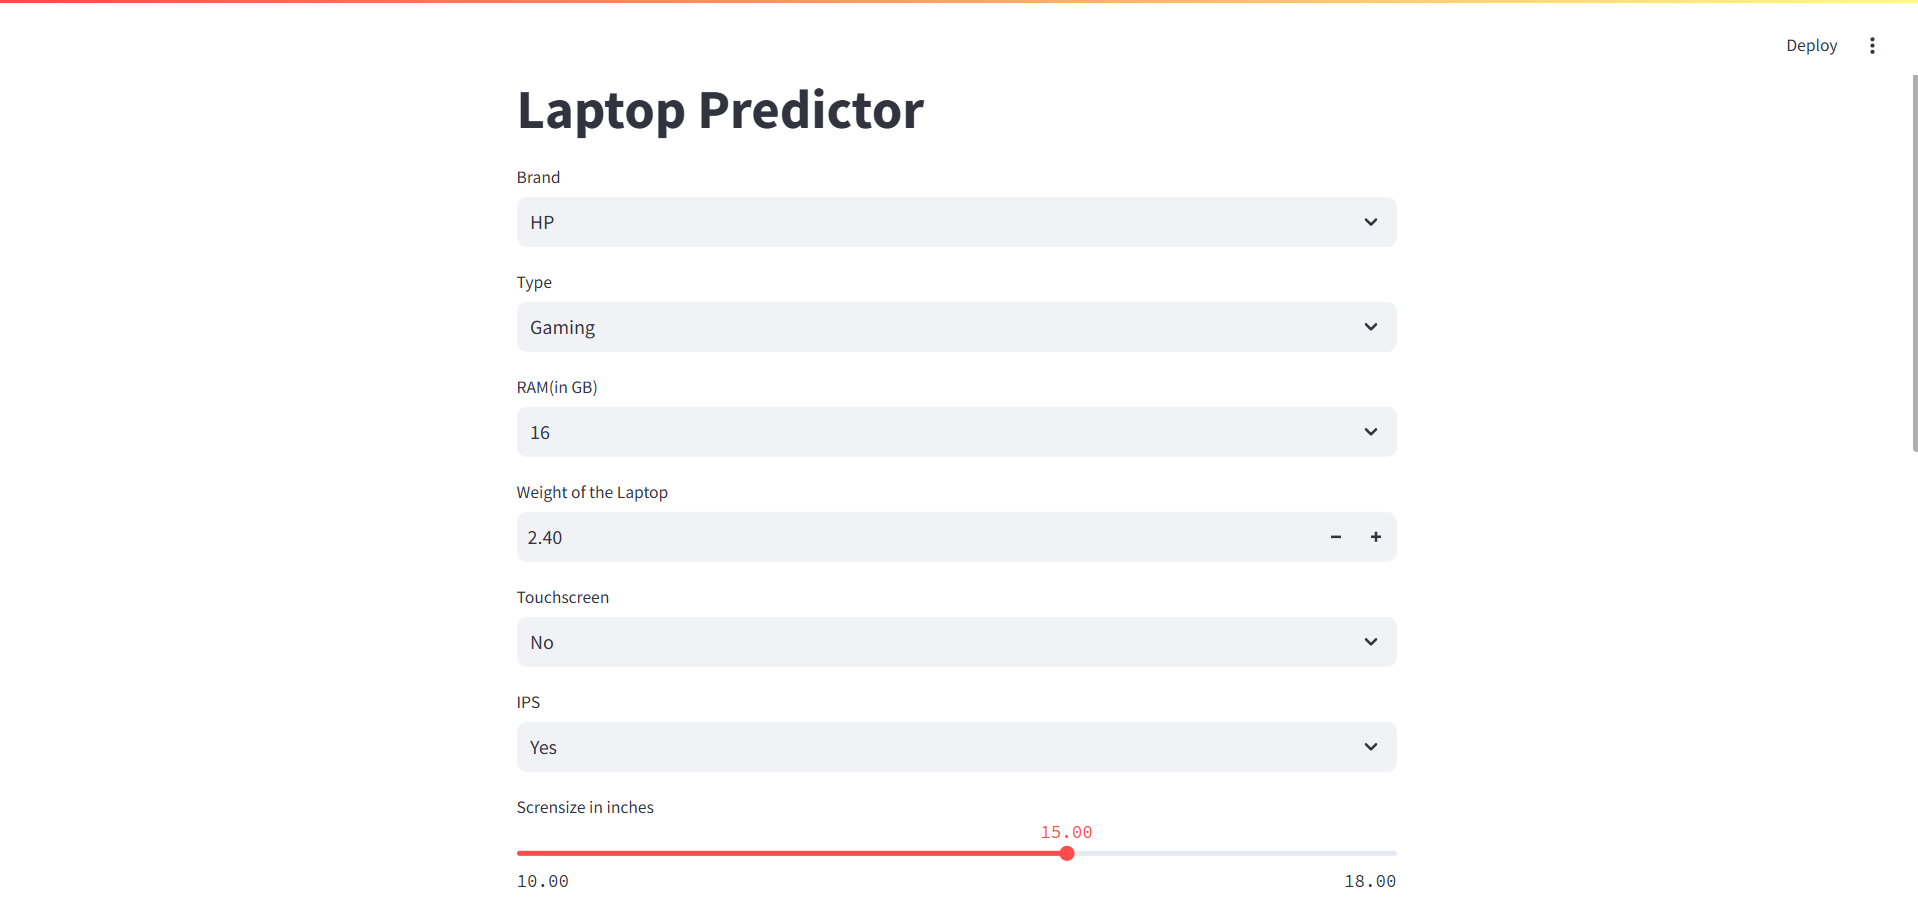 Deploy
Laptop Predictor
Brand
HP
Type
Gaming
RAM(in GB)
16
Weight of the Laptop
2.40
Touchscreen
No
IPS
Yes
Scrensize in inches
15.00
10.00 18.00